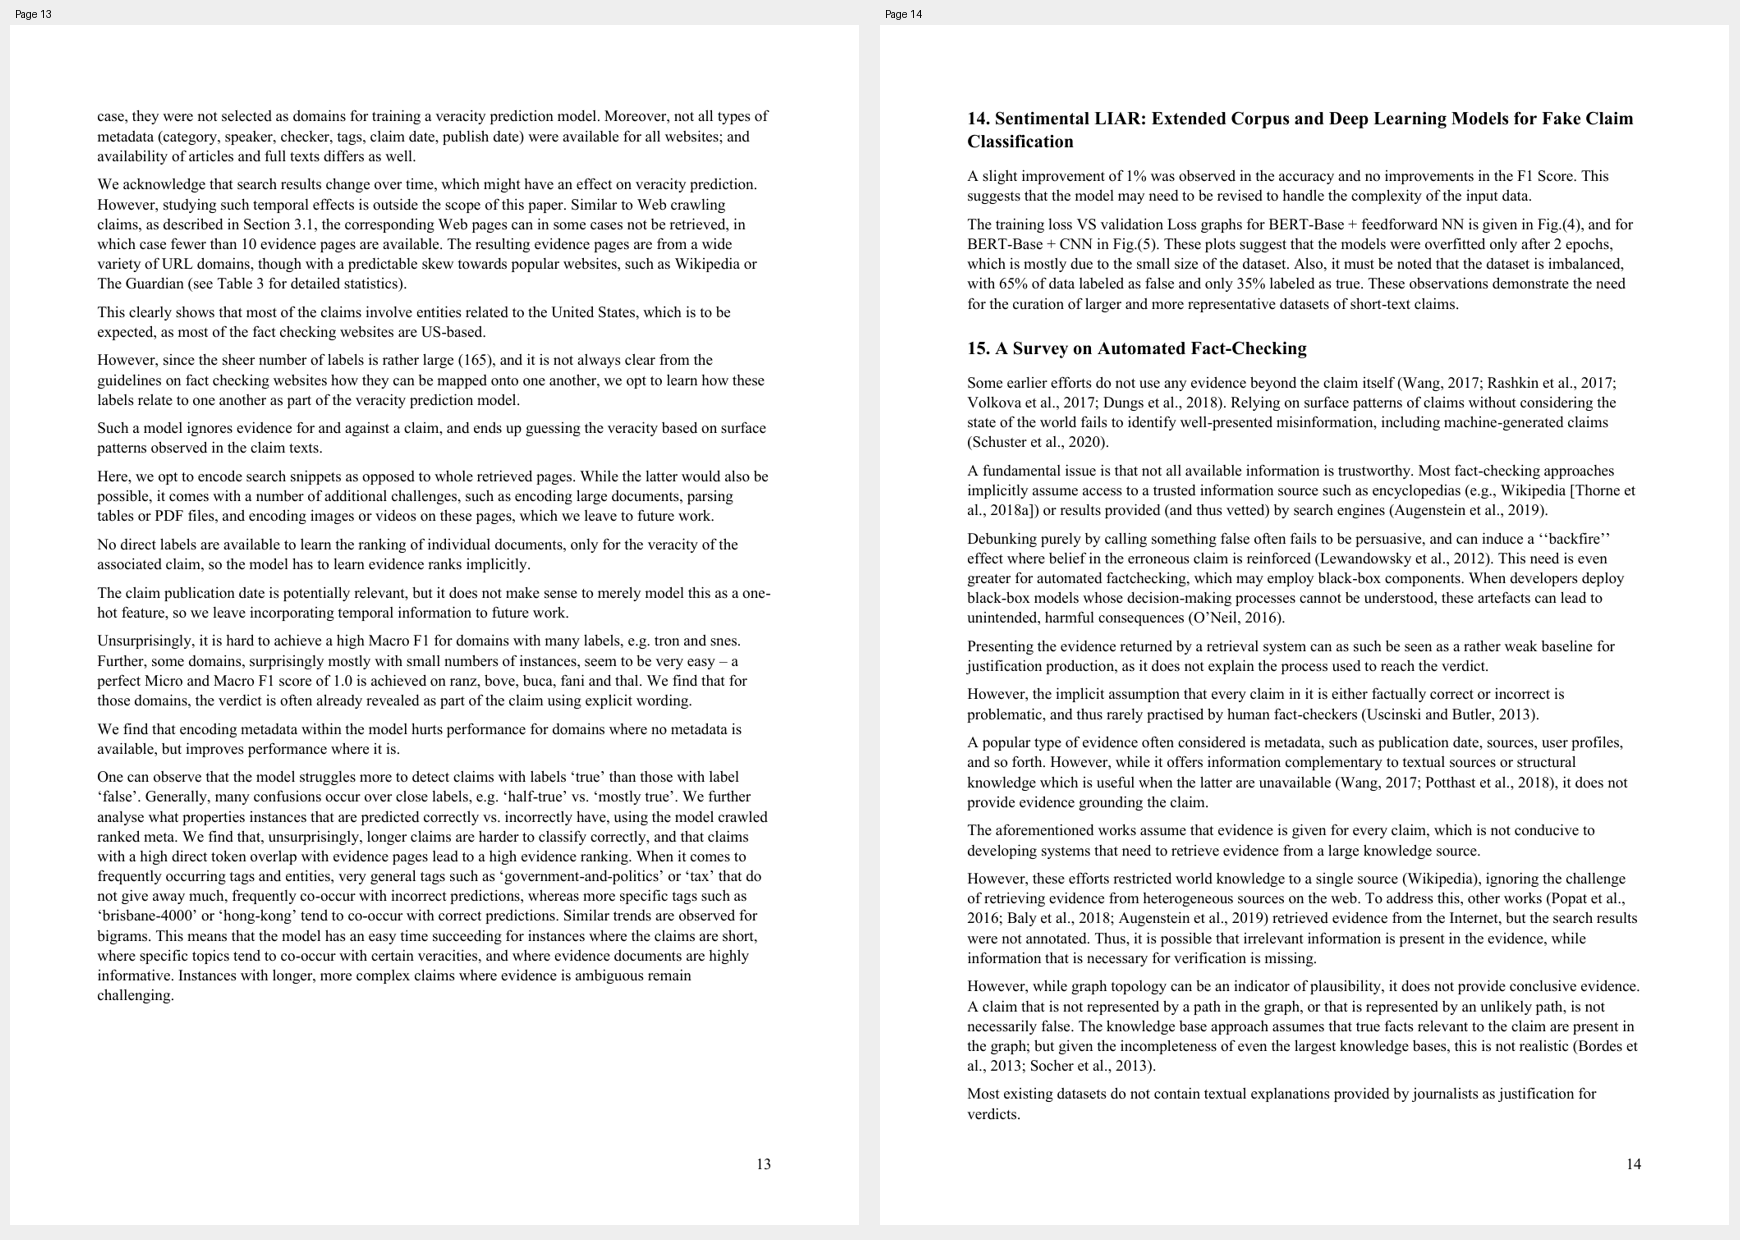 Page 13
case, they were not selected as domains for training a veracity prediction model. Moreover, not all types of
metadata (category, speaker, checker, tags, claim date, publish date) were available for all websites; and
availability of articles and full texts differs as well.
We acknowledge that search results change over time, which might have an effect on veracity prediction.
However, studying such temporal effects is outside the scope of this paper. Similar to Web crawling
claims, as described in Section 3.1, the corresponding Web pages can in some cases not be retrieved, in
which case fewer than 10 evidence pages are available. The resulting evidence pages are from a wide
variety of URL domains, though with a predictable skew towards popular websites, such as Wikipedia or
The Guardian (see Table 3 for detailed statistics).
This clearly shows that most of the claims involve entities related to the United States, which is to be
expected, as most of the fact checking websites are US-based.
However, since the sheer number of labels is rather large (165), and it is not always clear from the
guidelines on fact checking websites how they can be mapped onto one another, we opt to learn how these
labels relate to one another as part of the veracity prediction model.
Such a model ignores evidence for and against a claim, and ends up guessing the veracity based on surface
patterns observed in the claim texts.
Here, we opt to encode search snippets as opposed to whole retrieved pages. While the latter would also be
possible, it comes with a number of additional challenges, such as encoding large documents, parsing
tables or PDF files, and encoding images or videos on these pages, which we leave to future work.
No direct labels are available to learn the ranking of individual documents, only for the veracity of the
associated claim, so the model has to learn evidence ranks implicitly.
The claim publication date is potentially relevant, but it does not make sense to merely model this as a one-
hot feature, so we leave incorporating temporal information to future work.
Unsurprisingly, it is hard to achieve a high Macro F1 for domains with many labels, e.g. tron and snes.
Further, some domains, surprisingly mostly with small numbers of instances, seem to be very easy – a
perfect Micro and Macro F1 score of 1.0 is achieved on ranz, bove, buca, fani and thal. We find that for
those domains, the verdict is often already revealed as part of the claim using explicit wording.
We find that encoding metadata within the model hurts performance for domains where no metadata is
available, but improves performance where it is.
One can observe that the model struggles more to detect claims with labels ‘true’ than those with label
‘false’. Generally, many confusions occur over close labels, e.g. ‘half-true’ vs. ‘mostly true’. We further
analyse what properties instances that are predicted correctly vs. incorrectly have, using the model crawled
ranked meta. We find that, unsurprisingly, longer claims are harder to classify correctly, and that claims
with a high direct token overlap with evidence pages lead to a high evidence ranking. When it comes to
frequently occurring tags and entities, very general tags such as ‘government-and-politics’ or ‘tax’ that do
not give away much, frequently co-occur with incorrect predictions, whereas more specific tags such as
‘brisbane-4000’ or ‘hong-kong’ tend to co-occur with correct predictions. Similar trends are observed for
bigrams. This means that the model has an easy time succeeding for instances where the claims are short,
where specific topics tend to co-occur with certain veracities, and where evidence documents are highly
informative. Instances with longer, more complex claims where evidence is ambiguous remain
challenging.
13
Page 14
14. Sentimental LIAR: Extended Corpus and Deep Learning Models for Fake Claim
Classification
A slight improvement of 1% was observed in the accuracy and no improvements in the F1 Score. This
suggests that the model may need to be revised to handle the complexity of the input data.
The training loss VS validation Loss graphs for BERT-Base + feedforward NN is given in Fig.(4), and for
BERT-Base + CNN in Fig.(5). These plots suggest that the models were overfitted only after 2 epochs,
which is mostly due to the small size of the dataset. Also, it must be noted that the dataset is imbalanced,
with 65% of data labeled as false and only 35% labeled as true. These observations demonstrate the need
for the curation of larger and more representative datasets of short-text claims.
15. A Survey on Automated Fact-Checking
Some earlier efforts do not use any evidence beyond the claim itself (Wang, 2017; Rashkin et al., 2017;
Volkova et al., 2017; Dungs et al., 2018). Relying on surface patterns of claims without considering the
state of the world fails to identify well-presented misinformation, including machine-generated claims
(Schuster et al., 2020).
A fundamental issue is that not all available information is trustworthy. Most fact-checking approaches
implicitly assume access to a trusted information source such as encyclopedias (e.g., Wikipedia [Thorne et
al., 2018a]) or results provided (and thus vetted) by search engines (Augenstein et al., 2019).
Debunking purely by calling something false often fails to be persuasive, and can induce a ‘‘backfire’’
effect where belief in the erroneous claim is reinforced (Lewandowsky et al., 2012). This need is even
greater for automated factchecking, which may employ black-box components. When developers deploy
black-box models whose decision-making processes cannot be understood, these artefacts can lead to
unintended, harmful consequences (O’Neil, 2016).
Presenting the evidence returned by a retrieval system can as such be seen as a rather weak baseline for
justification production, as it does not explain the process used to reach the verdict.
However, the implicit assumption that every claim in it is either factually correct or incorrect is
problematic, and thus rarely practised by human fact-checkers (Uscinski and Butler, 2013).
A popular type of evidence often considered is metadata, such as publication date, sources, user profiles,
and so forth. However, while it offers information complementary to textual sources or structural
knowledge which is useful when the latter are unavailable (Wang, 2017; Potthast et al., 2018), it does not
provide evidence grounding the claim.
The aforementioned works assume that evidence is given for every claim, which is not conducive to
developing systems that need to retrieve evidence from a large knowledge source.
However, these efforts restricted world knowledge to a single source (Wikipedia), ignoring the challenge
of retrieving evidence from heterogeneous sources on the web. To address this, other works (Popat et al.,
2016; Baly et al., 2018; Augenstein et al., 2019) retrieved evidence from the Internet, but the search results
were not annotated. Thus, it is possible that irrelevant information is present in the evidence, while
information that is necessary for verification is missing.
However, while graph topology can be an indicator of plausibility, it does not provide conclusive evidence.
A claim that is not represented by a path in the graph, or that is represented by an unlikely path, is not
necessarily false. The knowledge base approach assumes that true facts relevant to the claim are present in
the graph; but given the incompleteness of even the largest knowledge bases, this is not realistic (Bordes et
al., 2013; Socher et al., 2013).
Most existing datasets do not contain textual explanations provided by journalists as justification for
verdicts.
14